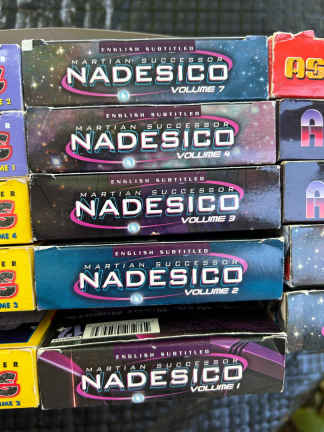 ENGLISH SUBTITLED
MARTIAN SUCCESSOR
NADESICO
VOLUME 7
ENGLISH SUBTITLED
MARTIAN SUCCESSOR
NADESICO
VOLUME 4
ENGLISH SUBTITLED
MARTIAN SUCCESSOR
NADESICO
VOLUME 3
ENGLISH SUBTITLED
MARTIAN SUCCESSOR
NADESICO
VOLUME 2
ENGLISH SUBTITLED
MARTIAN SUCCESSOR
NADESICO
VOLUME 1